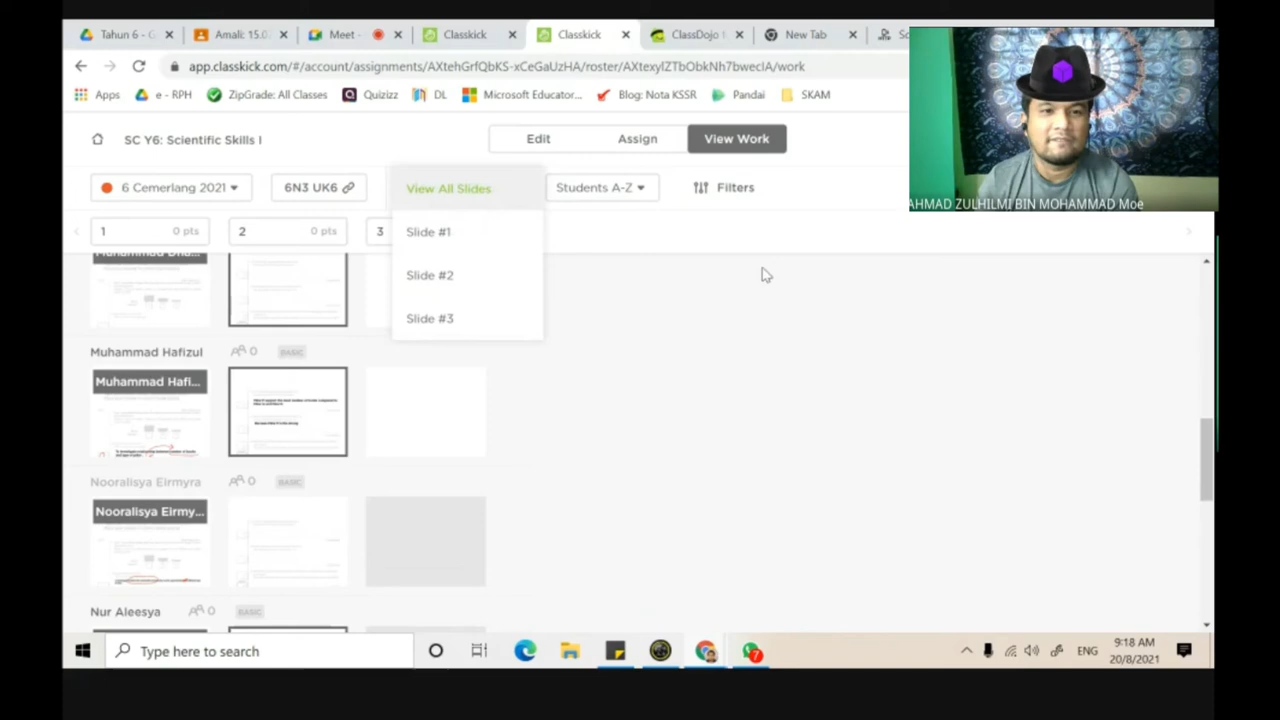 Tahun 6 - G
Amali: 15.0
Meet -
Classkick
Classkick
ClassDojo
New Tab
app.classkick.com/#/account/assignments/AXtehGrfQbKS-xCeGaUzHA/roster/AXtexylZTbObkNh7bwecIA/work
Apps
e - RPH
ZipGrade: All Classes
Quizizz
DL
Microsoft Educator...
Blog: Nota KSSR
Pandai
SKAM
SC Y6: Scientific Skills I
Edit
Assign
View Work
AHMAD ZULHILMI BIN MOHAMMAD Moe
6 Cemerlang 2021
6N3 UK6
View All Slides
Students A-Z
Filters
1
0 pts
2
0 pts
3
Slide #1
Slide #2
Slide #3
Muhammad Dha...
Muhammad Hafizul
0
BASIC
Muhammad Hafi...
Nooralisya Eirmyra
0
BASIC
Nooralisya Eirmy...
Nur Aleesya
0
BASIC
Type here to search
7
ENG
9:18 AM
20/8/2021